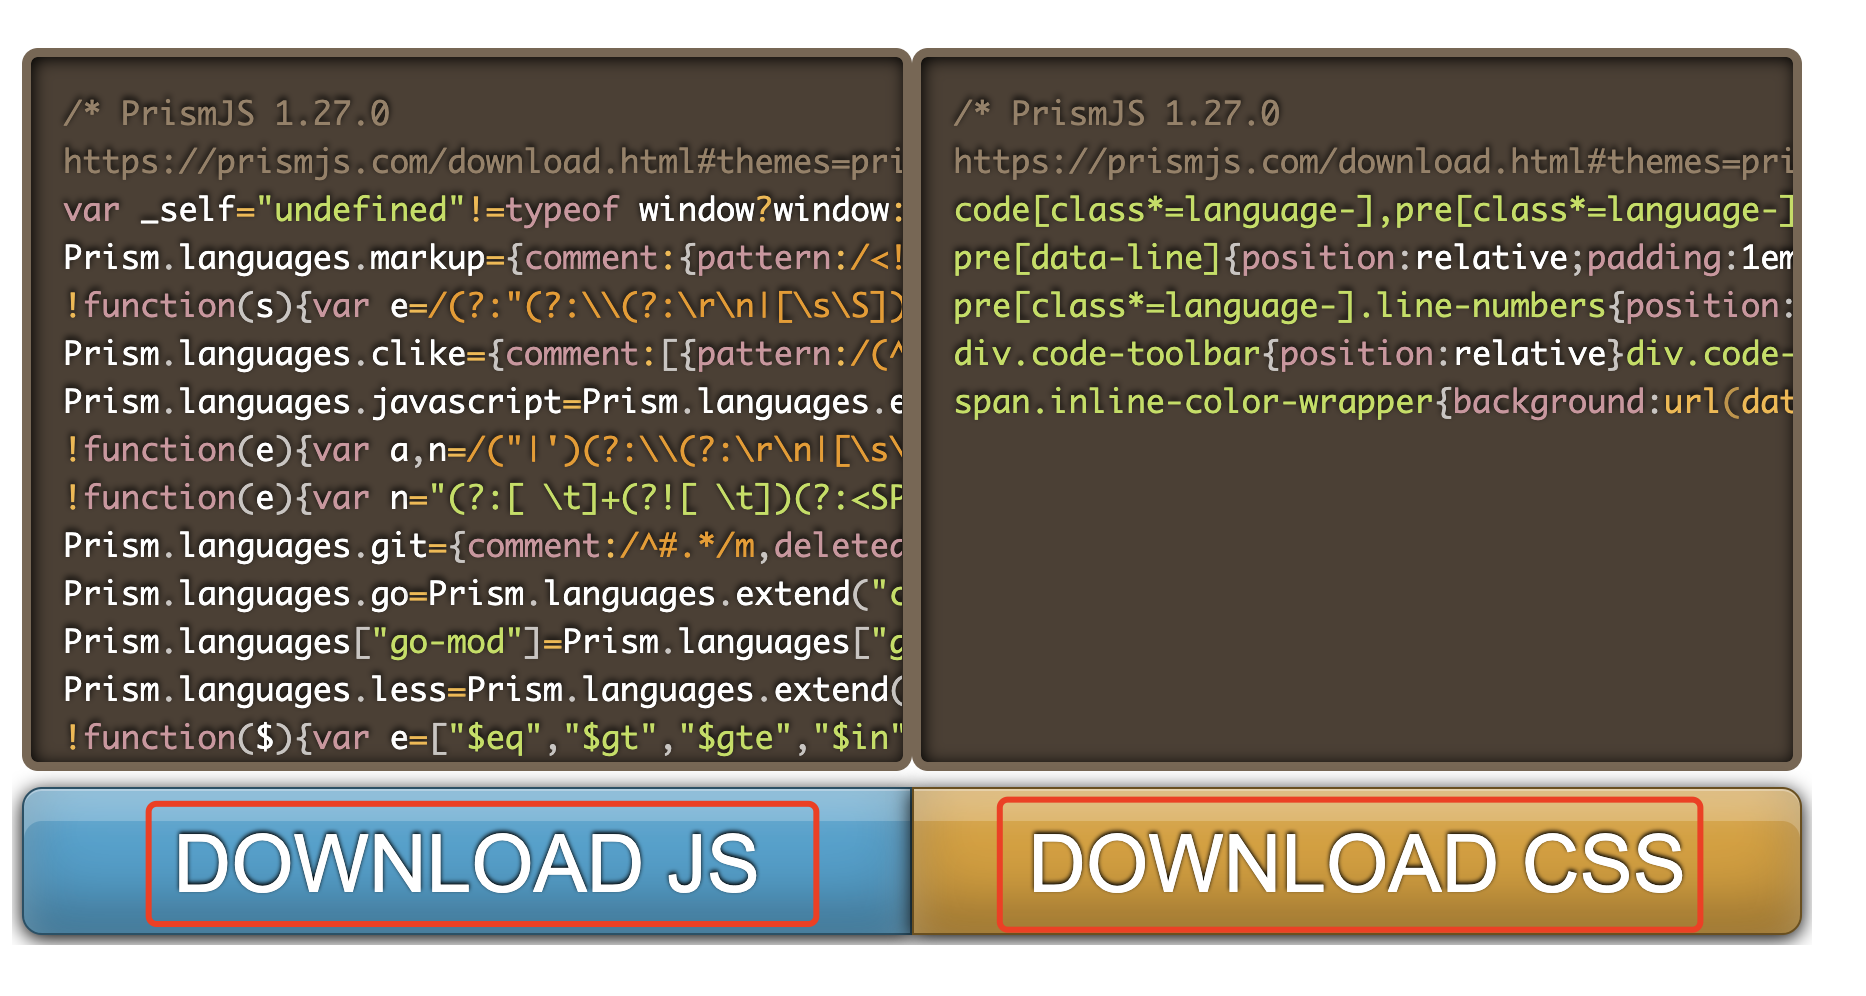 /* PrismJS 1.27.0
https://prismjs.com/download.html#themes=pri
var _self="undefined"!=typeof window?window:
Prism.languages.markup={comment:{pattern:/<!
!function(s){var e=/(?:"(?:\\(?:\r\n|[\s\S])
Prism.languages.clike={comment:[{pattern:/(^
Prism.languages.javascript=Prism.languages.e
!function(e){var a,n=/("|')(?:\\(?:\r\n|[\s\
!function(e){var n="(?:[ \t]+(?![ \t])(?:<SP
Prism.languages.git={comment:/^#.*/m,deleted
Prism.languages.go=Prism.languages.extend("c
Prism.languages["go-mod"]=Prism.languages["g
Prism.languages.less=Prism.languages.extend(
!function($){var e=["$eq","$gt","$gte","$in"
/* PrismJS 1.27.0
https://prismjs.com/download.html#themes=pri
code[class*=language-],pre[class*=language-]
pre[data-line]{position:relative;padding:1em
pre[class*=language-].line-numbers{position:
div.code-toolbar{position:relative}div.code-
span.inline-color-wrapper{background:url(dat
DOWNLOAD JS
DOWNLOAD CSS